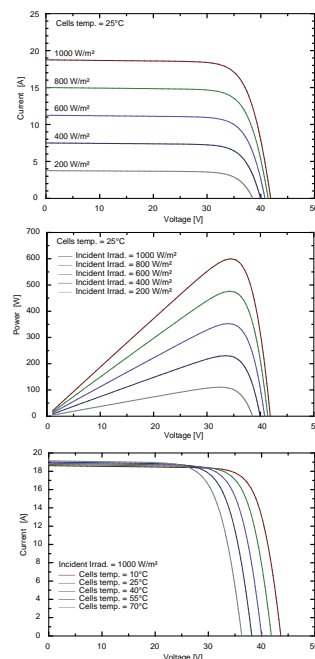 25
Cells temp. = 25°C
20
1000 W/m²
15
800 W/m²
600 W/m²
10
400 W/m²
5
200 W/m²
0
0 10 20 30 40 50
Current [A]
Voltage [V]
700
Cells temp. = 25°C
Incident Irrad. = 1000 W/m²
600
Incident Irrad. = 800 W/m²
Incident Irrad. = 600 W/m²
500
Incident Irrad. = 400 W/m²
Incident Irrad. = 200 W/m²
400
300
200
100
0
0 10 20 30 40 50
Power [W]
Voltage [V]
20
18
16
14
12
10
8
Incident Irrad. = 1000 W/m²
6
Cells temp. = 10°C
Cells temp. = 25°C
4
Cells temp. = 40°C
Cells temp. = 55°C
2
Cells temp. = 70°C
0
0 10 20 30 40 50
Current [A]
Voltage [V]